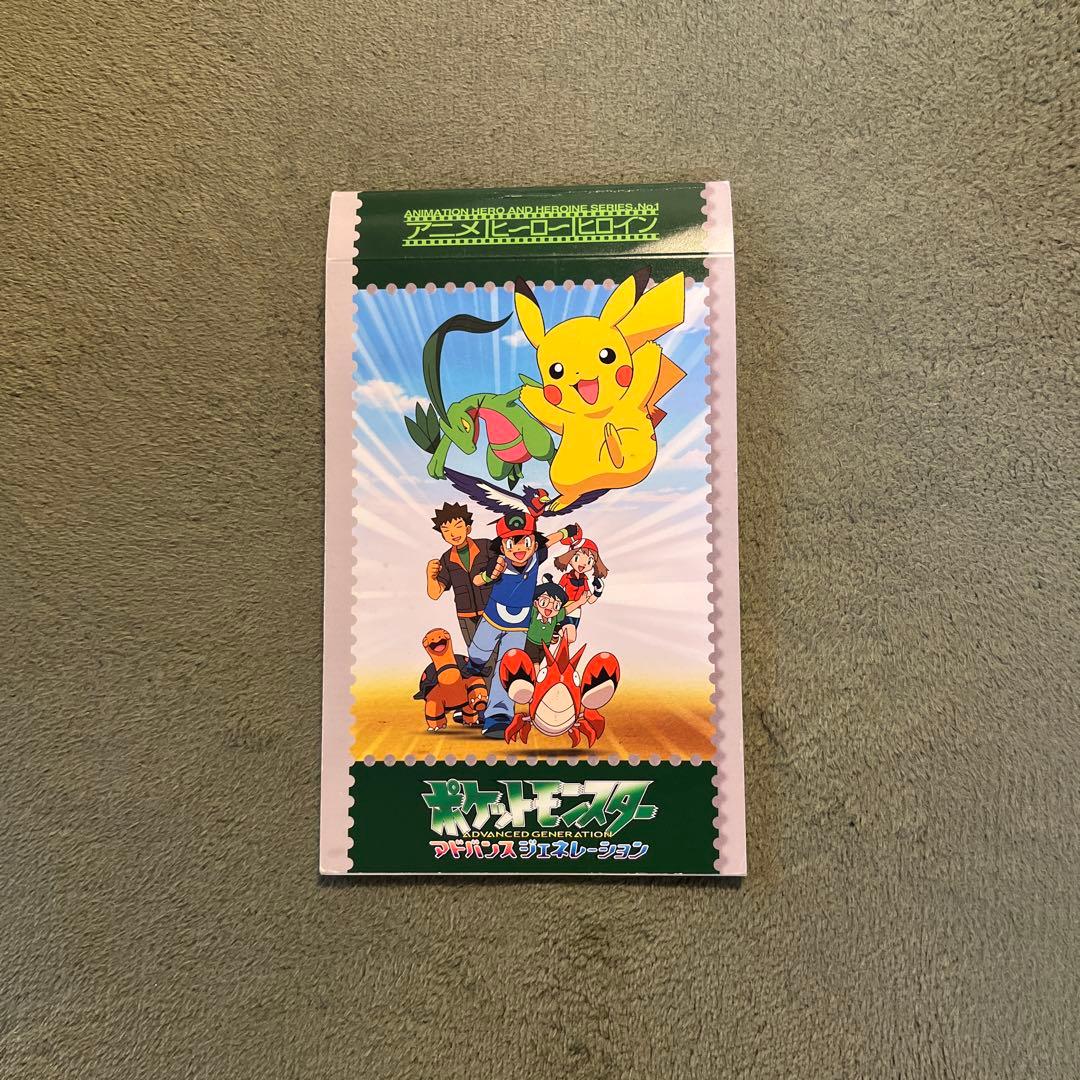 ANIMATION HERO AND HEROINE SERIES, No1
アニメ・ヒーロー・ヒロイン
ポケットモンスター
ADVANCED GENERATION
アドバンスジェネレーション